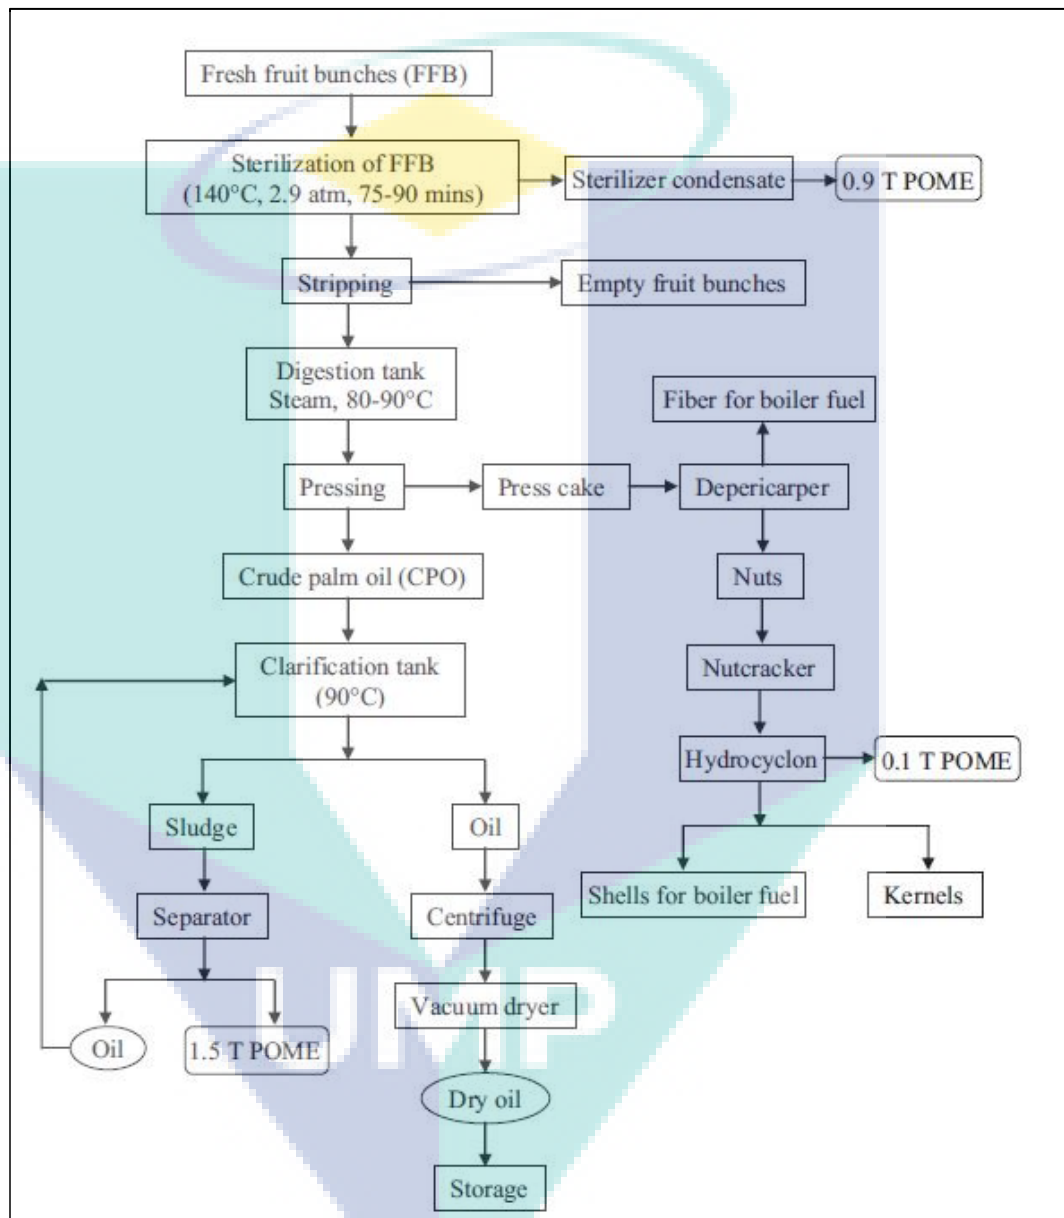 Fresh fruit bunches (FFB)
Sterilization of FFB
(140°C, 2.9 atm, 75-90 mins)
Sterilizer condensate
0.9 T POME
Stripping
Empty fruit bunches
Digestion tank
Steam, 80-90°C
Fiber for boiler fuel
Pressing
Press cake
Depericarper
Crude palm oil (CPO)
Nuts
Clarification tank
(90°C)
Nutcracker
Hydrocyclon
0.1 T POME
Sludge
Oil
Shells for boiler fuel
Kernels
Separator
Centrifuge
Vacuum dryer
Oil
1.5 T POME
UMP
Dry oil
Storage